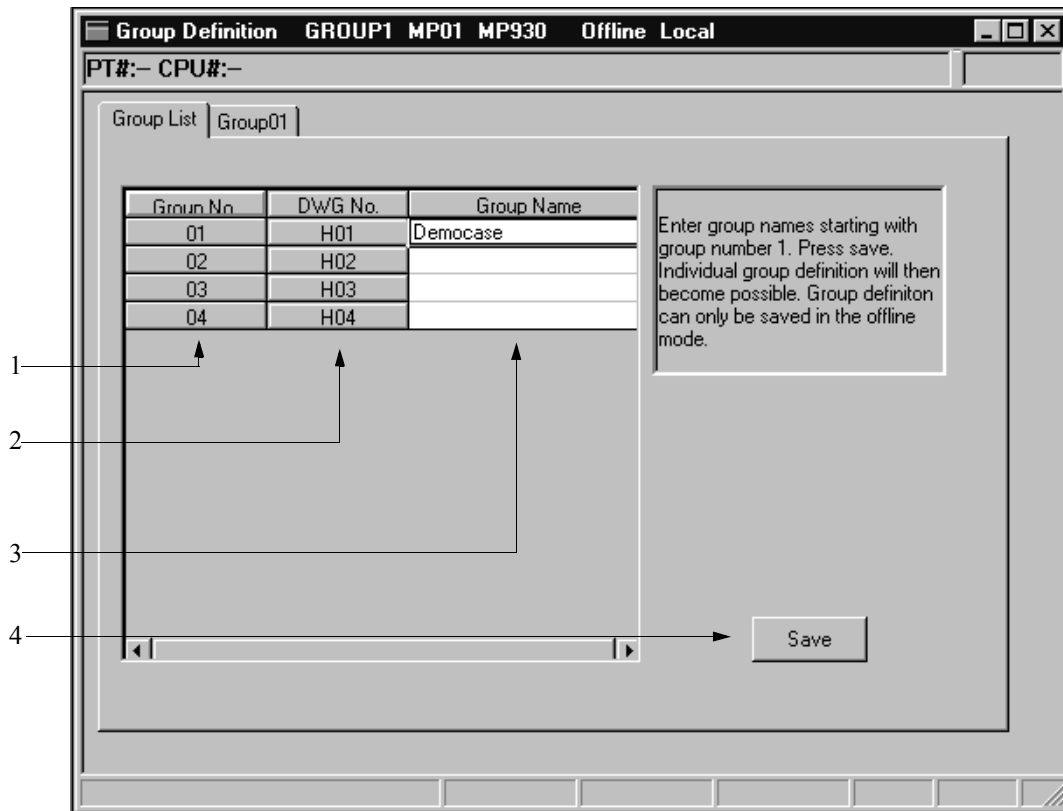 Group Definition GROUP1 MP01 MP930 Offline Local
PT#:– CPU#:–
Group List Group01
Group No. DWG No. Group Name
01 H01 Democase
02 H02
03 H03
04 H04
Enter group names starting with
group number 1. Press save.
Individual group definition will then
become possible. Group definiton
can only be saved in the offline
mode.
1
2
3
4
Save